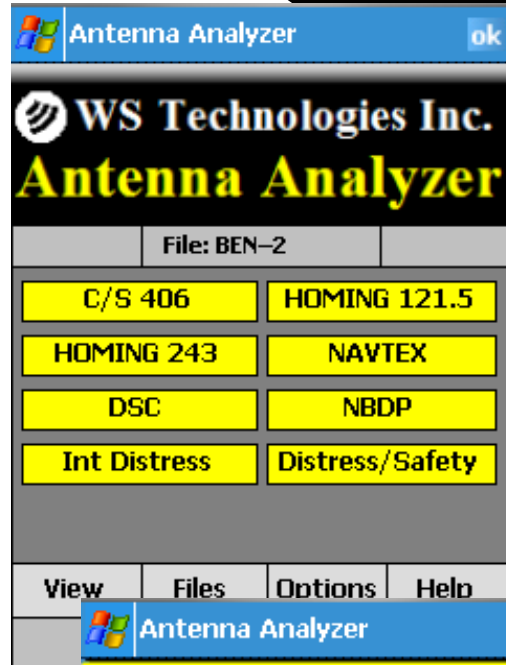 Antenna Analyzer ok
WS Technologies Inc.
Antenna Analyzer
File: BEN–2
C/S 406 HOMING 121.5
HOMING 243 NAVTEX
DSC NBDP
Int Distress Distress/Safety
View Files Options Help
Antenna Analyzer